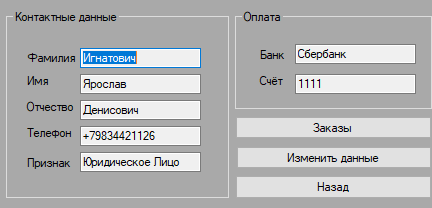 Контактные данные
Фамилия Игнатович
Имя Ярослав
Отчество Денисович
Телефон +79834421126
Признак Юридическое Лицо
Оплата
Банк Сбербанк
Счёт 1111
Заказы
Изменить данные
Назад